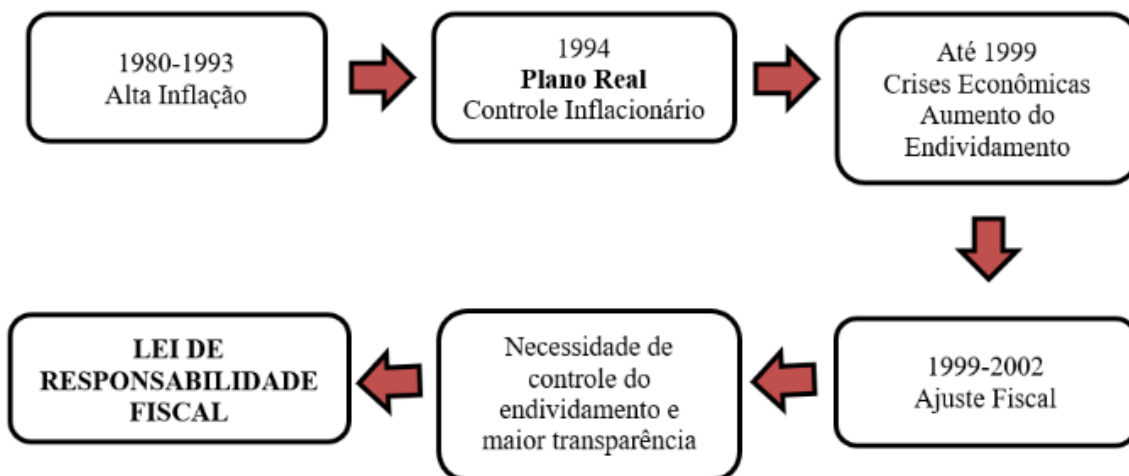 1980-1993
Alta Inflação
1994
Plano Real
Controle Inflacionário
Até 1999
Crises Econômicas
Aumento do
Endividamento
1999-2002
Ajuste Fiscal
Necessidade de
controle do
endividamento e
maior transparência
LEI DE
RESPONSABILIDADE
FISCAL